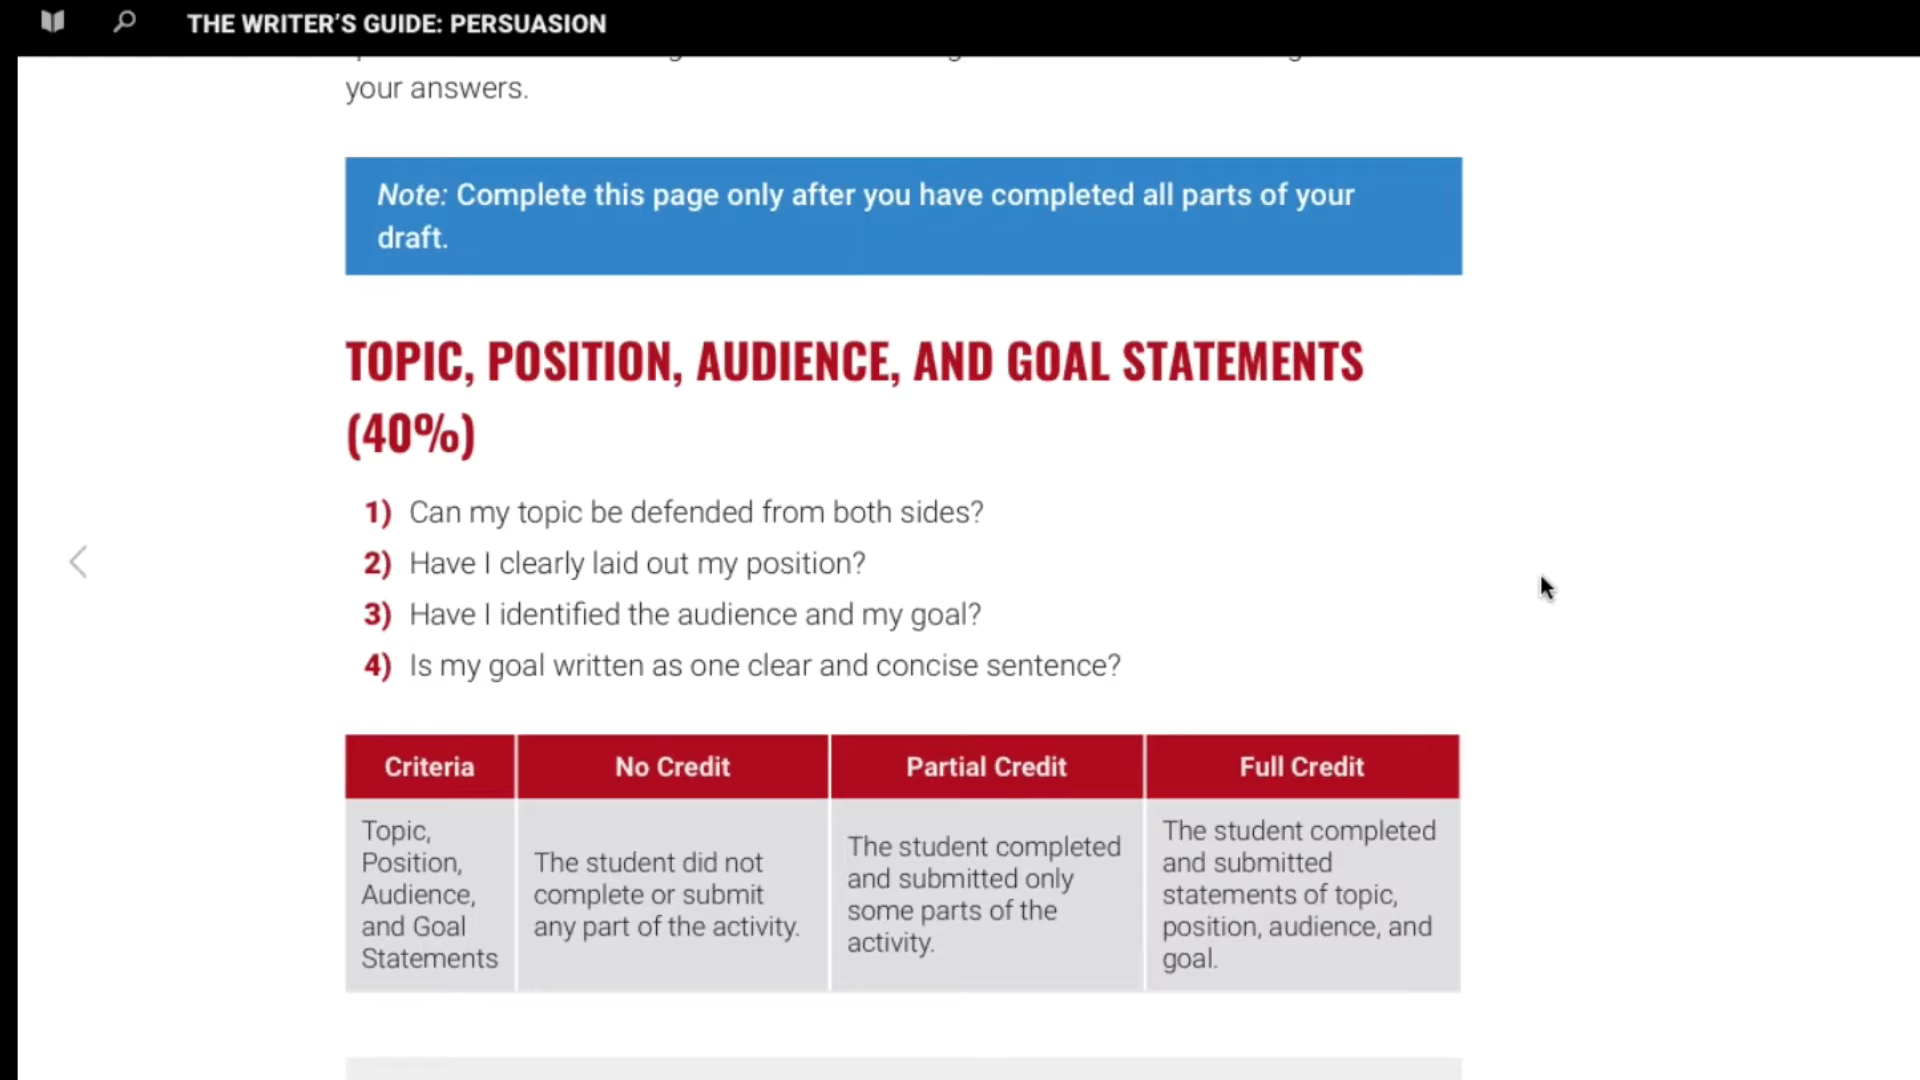 THE WRITER'S GUIDE: PERSUASION
your answers.
Note: Complete this page only after you have completed all parts of your
draft.
TOPIC, POSITION, AUDIENCE, AND GOAL STATEMENTS
(40%)
1) Can my topic be defended from both sides?
2) Have I clearly laid out my position?
3) Have I identified the audience and my goal?
4) Is my goal written as one clear and concise sentence?
Criteria
No Credit
Partial Credit
Full Credit
Topic,
Position,
Audience,
and Goal
Statements
The student did not
complete or submit
any part of the activity.
The student completed
and submitted only
some parts of the
activity.
The student completed
and submitted
statements of topic,
position, audience, and
goal.